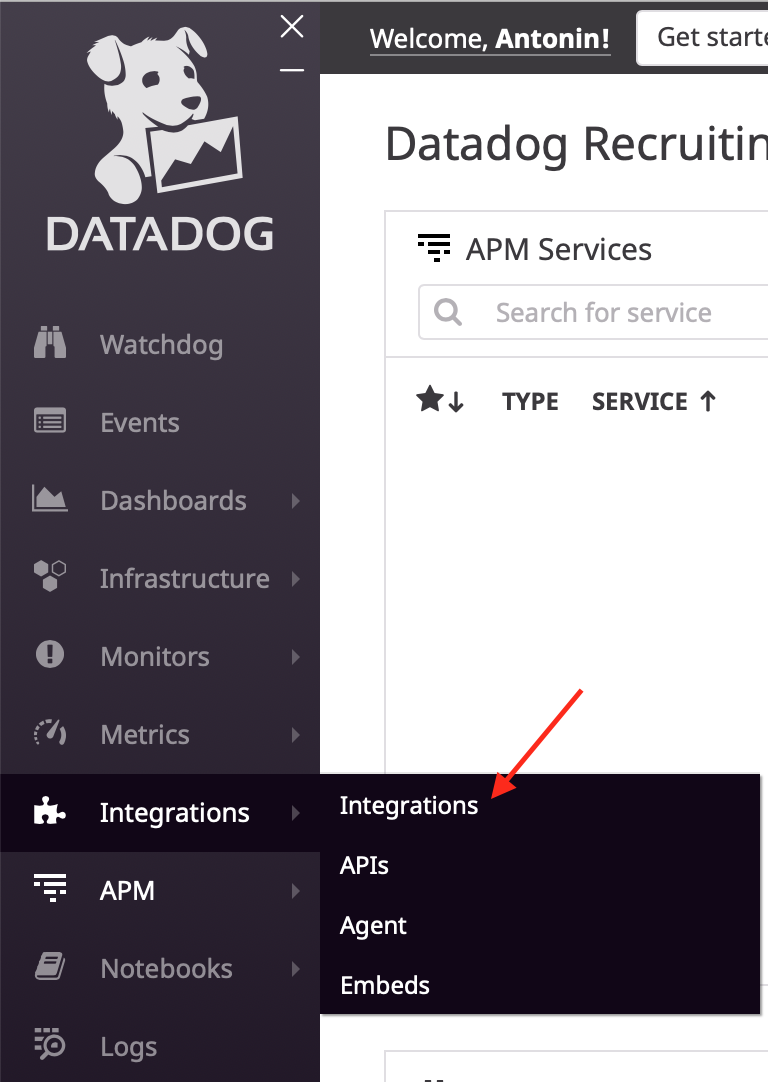 DATADOG
Watchdog
Events
Dashboards
Infrastructure
Monitors
Metrics
Integrations
APM
Notebooks
Logs
Welcome, Antonin!
Get starte
Datadog Recruitin
APM Services
Search for service
TYPE SERVICE
Integrations
APIs
Agent
Embeds